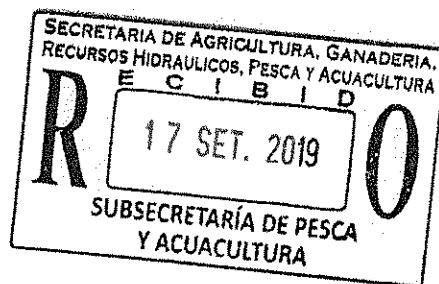 SECRETARIA DE AGRICULTURA, GANADERIA,
RECURSOS HIDRAULICOS, PESCA Y ACUACULTURA
R E C I B I D O
17 SET. 2019
SUBSECRETARÍA DE PESCA
Y ACUACULTURA